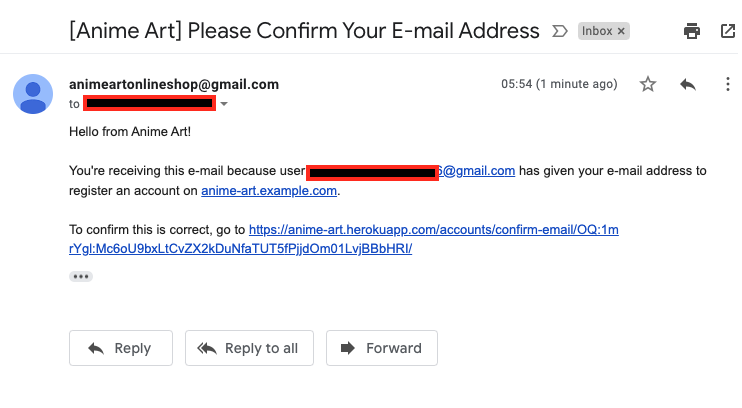 [Anime Art] Please Confirm Your E-mail Address
Inbox ×
animeartonlineshop@gmail.com
05:54 (1 minute ago)
to
Hello from Anime Art!
You're receiving this e-mail because user 6@gmail.com has given your e-mail address to
register an account on anime-art.example.com.
To confirm this is correct, go to https://anime-art.herokuapp.com/accounts/confirm-email/OQ:1m
rYgl:Mc6oU9bxLtCvZX2kDuNfaTUT5fPjjdOm01LvjBBbHRI/
Reply
Reply to all
Forward